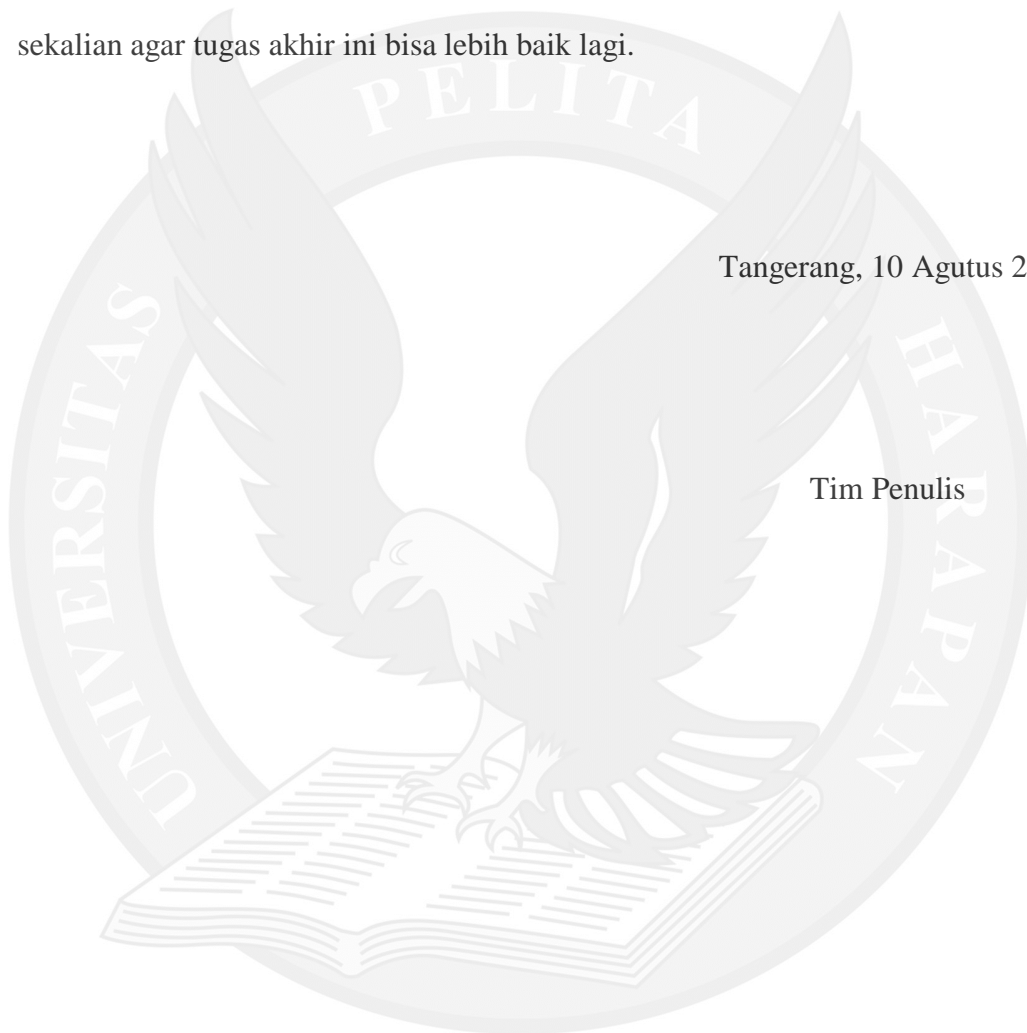 sekalian agar tugas akhir ini bisa lebih baik lagi.
PELITA
Tangerang, 10 Agutus 2
UNIVERSITAS
HARAPAN
Tim Penulis